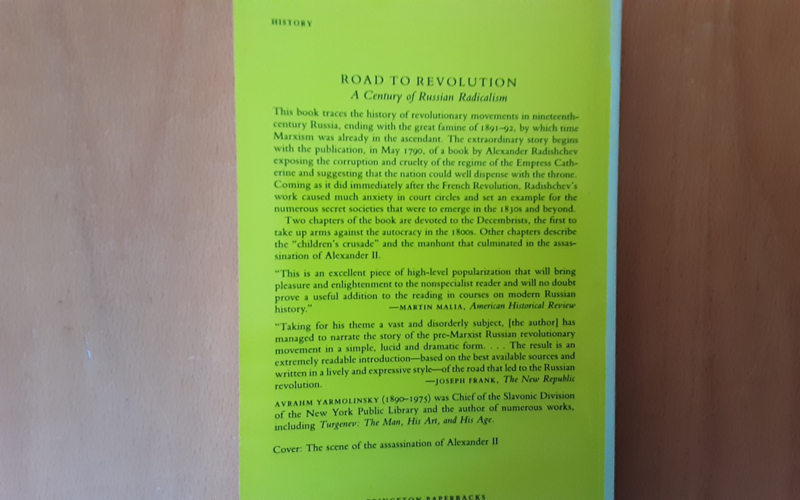 HISTORY
ROAD TO REVOLUTION
A Century of Russian Radicalism
This book traces the history of revolutionary movements in nineteenth-
century Russia, ending with the great famine of 1891–92, by which time
Marxism was already in the ascendant. The extraordinary story begins
with the publication, in May 1790, of a book by Alexander Radishchev
exposing the corruption and cruelty of the regime of the Empress Cath-
erine and suggesting that the nation could well dispense with the throne.
Coming as it did immediately after the French Revolution, Radishchev's
work caused much anxiety in court circles and set an example for the
numerous secret societies that were to emerge in the 1830s and beyond.
Two chapters of the book are devoted to the Decembrists, the first to
take up arms against the autocracy in the 1800s. Other chapters describe
the "children's crusade" and the manhunt that culminated in the assas-
sination of Alexander II.
"This is an excellent piece of high-level popularization that will bring
pleasure and enlightenment to the nonspecialist reader and will no doubt
prove a useful addition to the reading in courses on modern Russian
history." —MARTIN MALIA, American Historical Review
"Taking for his theme a vast and disorderly subject, [the author] has
managed to narrate the story of the pre-Marxist Russian revolutionary
movement in a simple, lucid and dramatic form. . . . The result is an
extremely readable introduction—based on the best available sources and
written in a lively and expressive style—of the road that led to the Russian
revolution. —JOSEPH FRANK, The New Republic
AVRAHM YARMOLINSKY (1890–1975) was Chief of the Slavonic Division
of the New York Public Library and the author of numerous works,
including Turgenev: The Man, His Art, and His Age.
Cover: The scene of the assassination of Alexander II
PRINCETON PAPERBACKS